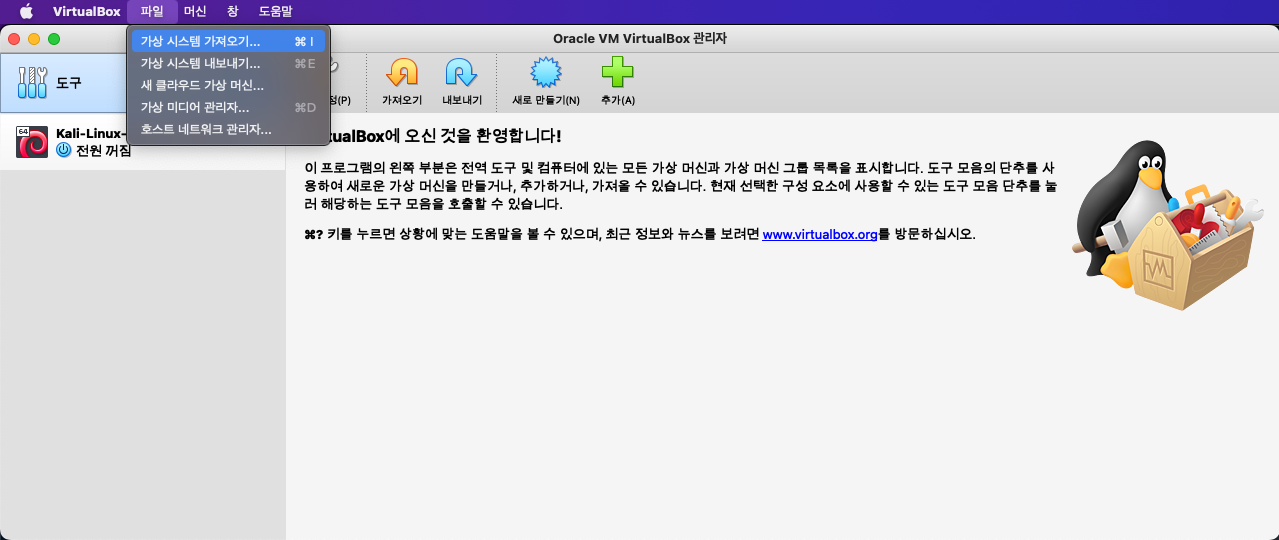 VirtualBox 파일 머신 창 도움말
Oracle VM VirtualBox 관리자
가상 시스템 가져오기... ⌘ I
가상 시스템 내보내기... ⌘E
새 클라우드 가상 머신...
가상 미디어 관리자... ⌘D
호스트 네트워크 관리자...
도구
정(P) 가져오기 내보내기 새로 만들기(N) 추가(A)
64
Kali-Linux-
전원 꺼짐
tualBox에 오신 것을 환영합니다!
이 프로그램의 왼쪽 부분은 전역 도구 및 컴퓨터에 있는 모든 가상 머신과 가상 머신 그룹 목록을 표시합니다. 도구 모음의 단추를 사
용하여 새로운 가상 머신을 만들거나, 추가하거나, 가져올 수 있습니다. 현재 선택한 구성 요소에 사용할 수 있는 도구 모음 단추를 눌
러 해당하는 도구 모음을 호출할 수 있습니다.
⌘? 키를 누르면 상황에 맞는 도움말을 볼 수 있으며, 최근 정보와 뉴스를 보려면 www.virtualbox.org를 방문하십시오.